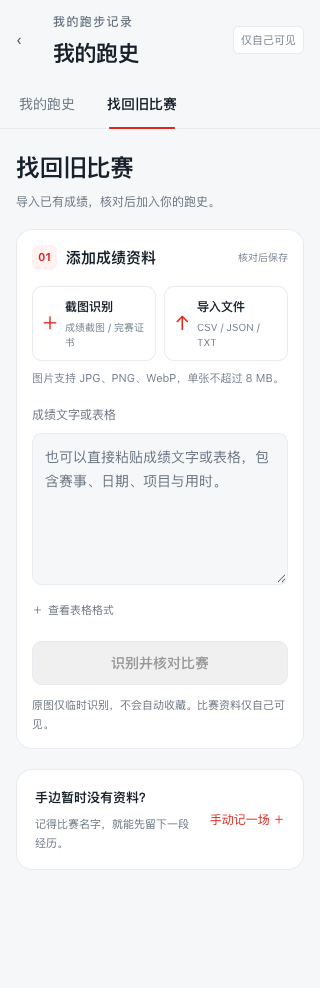 我的跑步记录
‹
我的跑史
仅自己可见
我的跑史
找回旧比赛
找回旧比赛
导入已有成绩，核对后加入你的跑史。
01
添加成绩资料
核对后保存
＋
截图识别
成绩截图 / 完赛证
书
↑
导入文件
CSV / JSON /
TXT
图片支持 JPG、PNG、WebP，单张不超过 8 MB。
成绩文字或表格
也可以直接粘贴成绩文字或表格，包
含赛事、日期、项目与用时。
＋ 查看表格格式
识别并核对比赛
原图仅临时识别，不会自动收藏。比赛资料仅自己可
见。
手边暂时没有资料?
记得比赛名字，就能先留下一段
经历。
手动记一场 ＋